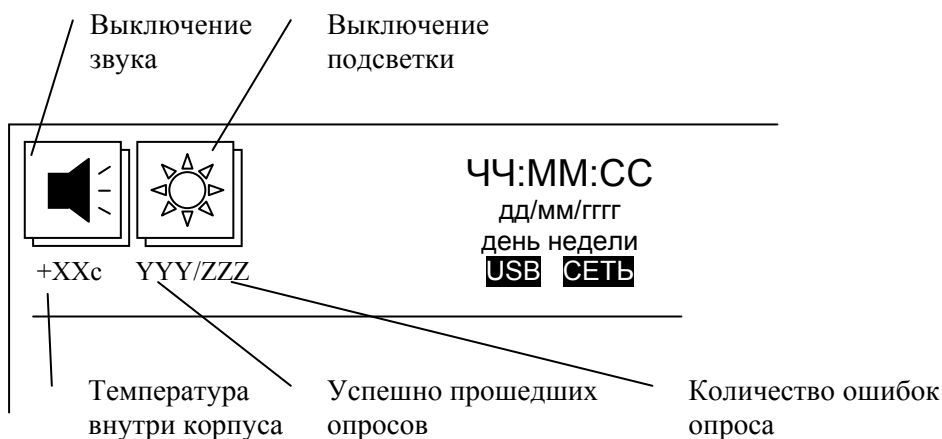 Выключение звука
Выключение подсветки
ЧЧ:ММ:СС
дд/мм/гггг
день недели
USB СЕТЬ
+XXc YYY/ZZZ
Температура внутри корпуса
Успешно прошедших опросов
Количество ошибок опроса